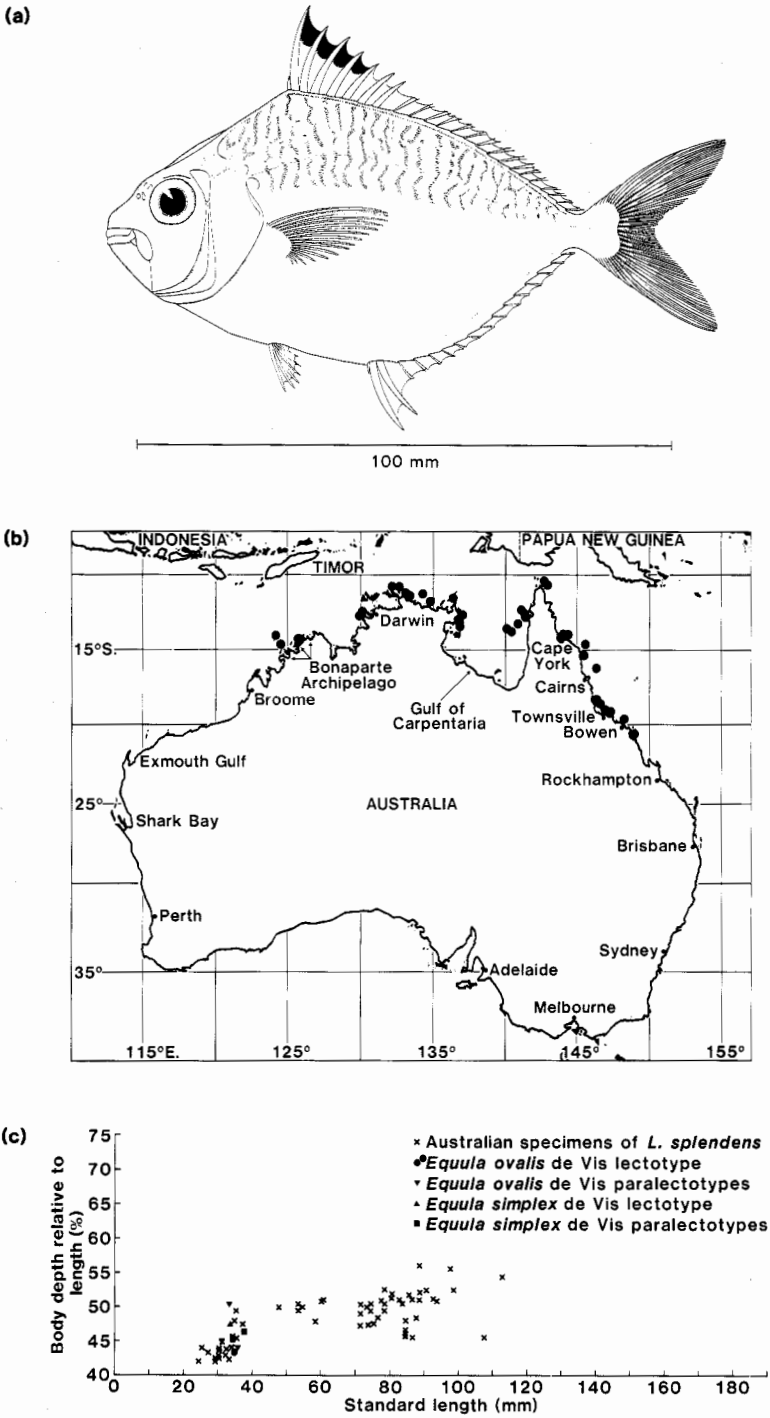 (a)
100 mm
(b)
INDONESIA
PAPUA NEW GUINEA
TIMOR
Darwin
15°S.
Bonaparte
Archipelago
Cape
York
Broome
Cairns
Gulf of
Carpentaria
Townsville
Bowen
Exmouth Gulf
Rockhampton
25°
AUSTRALIA
Shark Bay
Brisbane
Perth
Sydney
35°
Adelaide
Melbourne
115°E.
125°
135°
145°
155°
(c)
Body depth relative to
length (%)
75
70
65
60
55
50
45
40
× Australian specimens of L. splendens
● Equula ovalis de Vis lectotype
▼ Equula ovalis de Vis paralectotypes
▲ Equula simplex de Vis lectotype
■ Equula simplex de Vis paralectotypes
0 20 40 60 80 100 120 140 160 180
Standard length (mm)